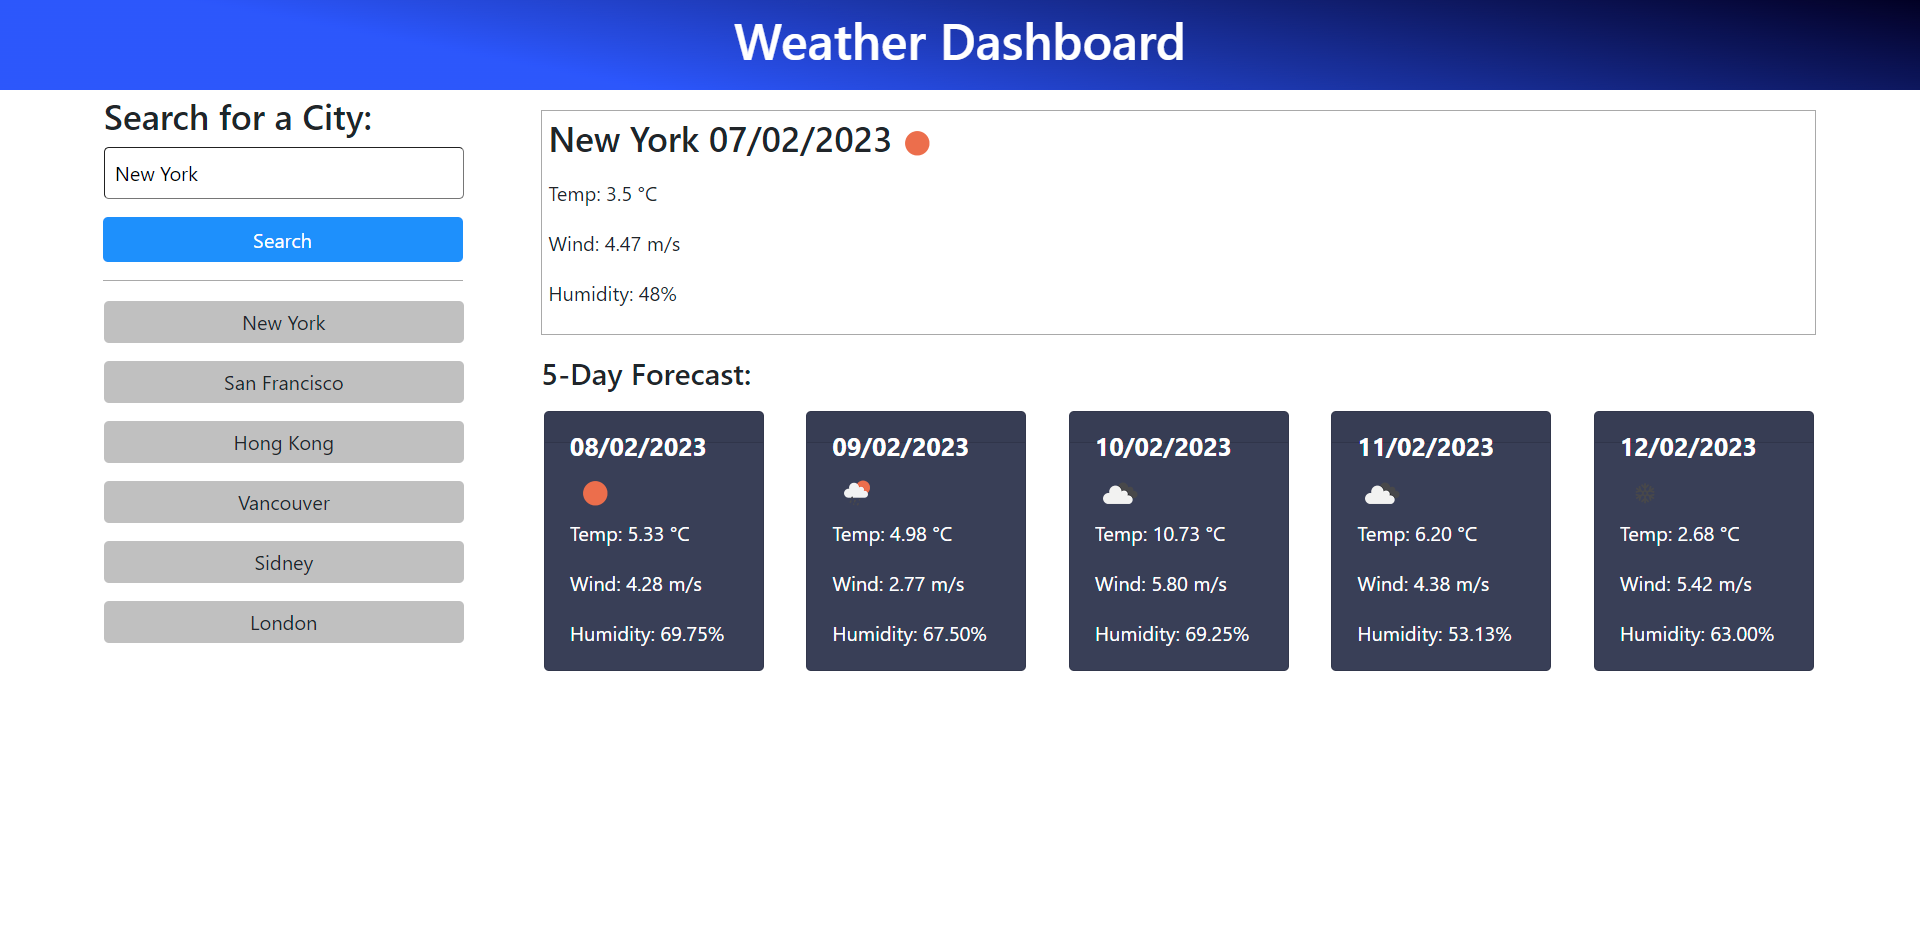 Weather Dashboard
Search for a City:
New York
Search
New York
San Francisco
Hong Kong
Vancouver
Sidney
London
New York 07/02/2023
Temp: 3.5 °C
Wind: 4.47 m/s
Humidity: 48%
5-Day Forecast:
08/02/2023
Temp: 5.33 °C
Wind: 4.28 m/s
Humidity: 69.75%
09/02/2023
Temp: 4.98 °C
Wind: 2.77 m/s
Humidity: 67.50%
10/02/2023
Temp: 10.73 °C
Wind: 5.80 m/s
Humidity: 69.25%
11/02/2023
Temp: 6.20 °C
Wind: 4.38 m/s
Humidity: 53.13%
12/02/2023
Temp: 2.68 °C
Wind: 5.42 m/s
Humidity: 63.00%